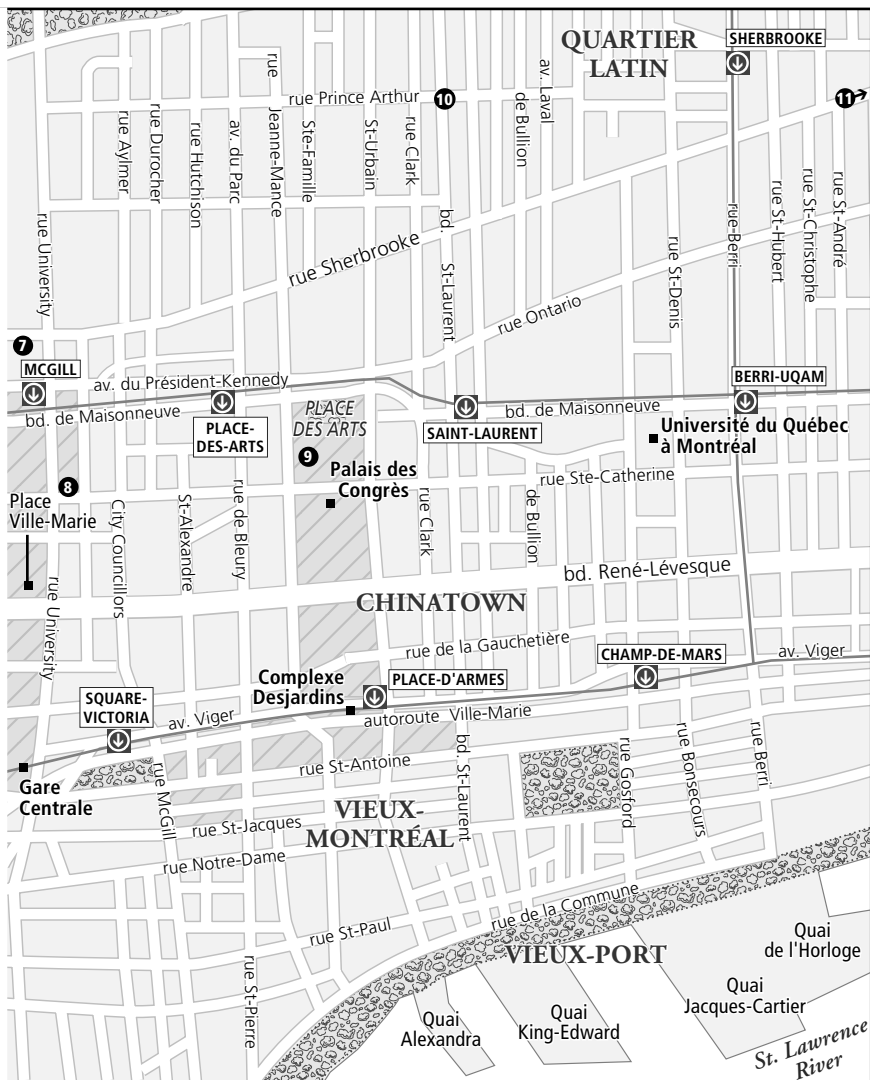 QUARTIER
LATIN
SHERBROOKE
11
10
rue Prince Arthur
rue Aylmer
rue Durocher
rue Hutchison
av. du Parc
rue
Jeanne-Mance
Ste-Famille
St-Urbain
rue Clark
de Bullion
av. Laval
rue University
rue Sherbrooke
bd.
St-Laurent
rue Ontario
rue St-Denis
rue Berri
rue St-Hubert
rue St-Christophe
rue St-André
7
MCGILL
av. du Président-Kennedy
bd. de Maisonneuve
PLACE-
DES-ARTS
PLACE
DES ARTS
SAINT-LAURENT
bd. de Maisonneuve
BERRI-UQAM
Université du Québec
à Montréal
9
8
Palais des
Congrès
rue Ste-Catherine
Place
Ville-Marie
City Councillors
St-Alexandre
rue de Bleury
rue Clark
de Bullion
bd. René-Lévesque
rue University
CHINATOWN
rue de la Gauchetière
CHAMP-DE-MARS
av. Viger
Complexe
Desjardins
PLACE-D'ARMES
SQUARE-
VICTORIA
av. Viger
autoroute Ville-Marie
rue St-Antoine
bd. St-Laurent
rue Gosford
rue Bonsecours
rue Berri
Gare
Centrale
rue McGill
VIEUX-
MONTRÉAL
rue St-Jacques
rue Notre-Dame
rue St-Paul
rue de la Commune
rue St-Pierre
VIEUX-PORT
Quai
de l'Horloge
Quai
Jacques-Cartier
Quai
King-Edward
Quai
Alexandra
St. Lawrence
River